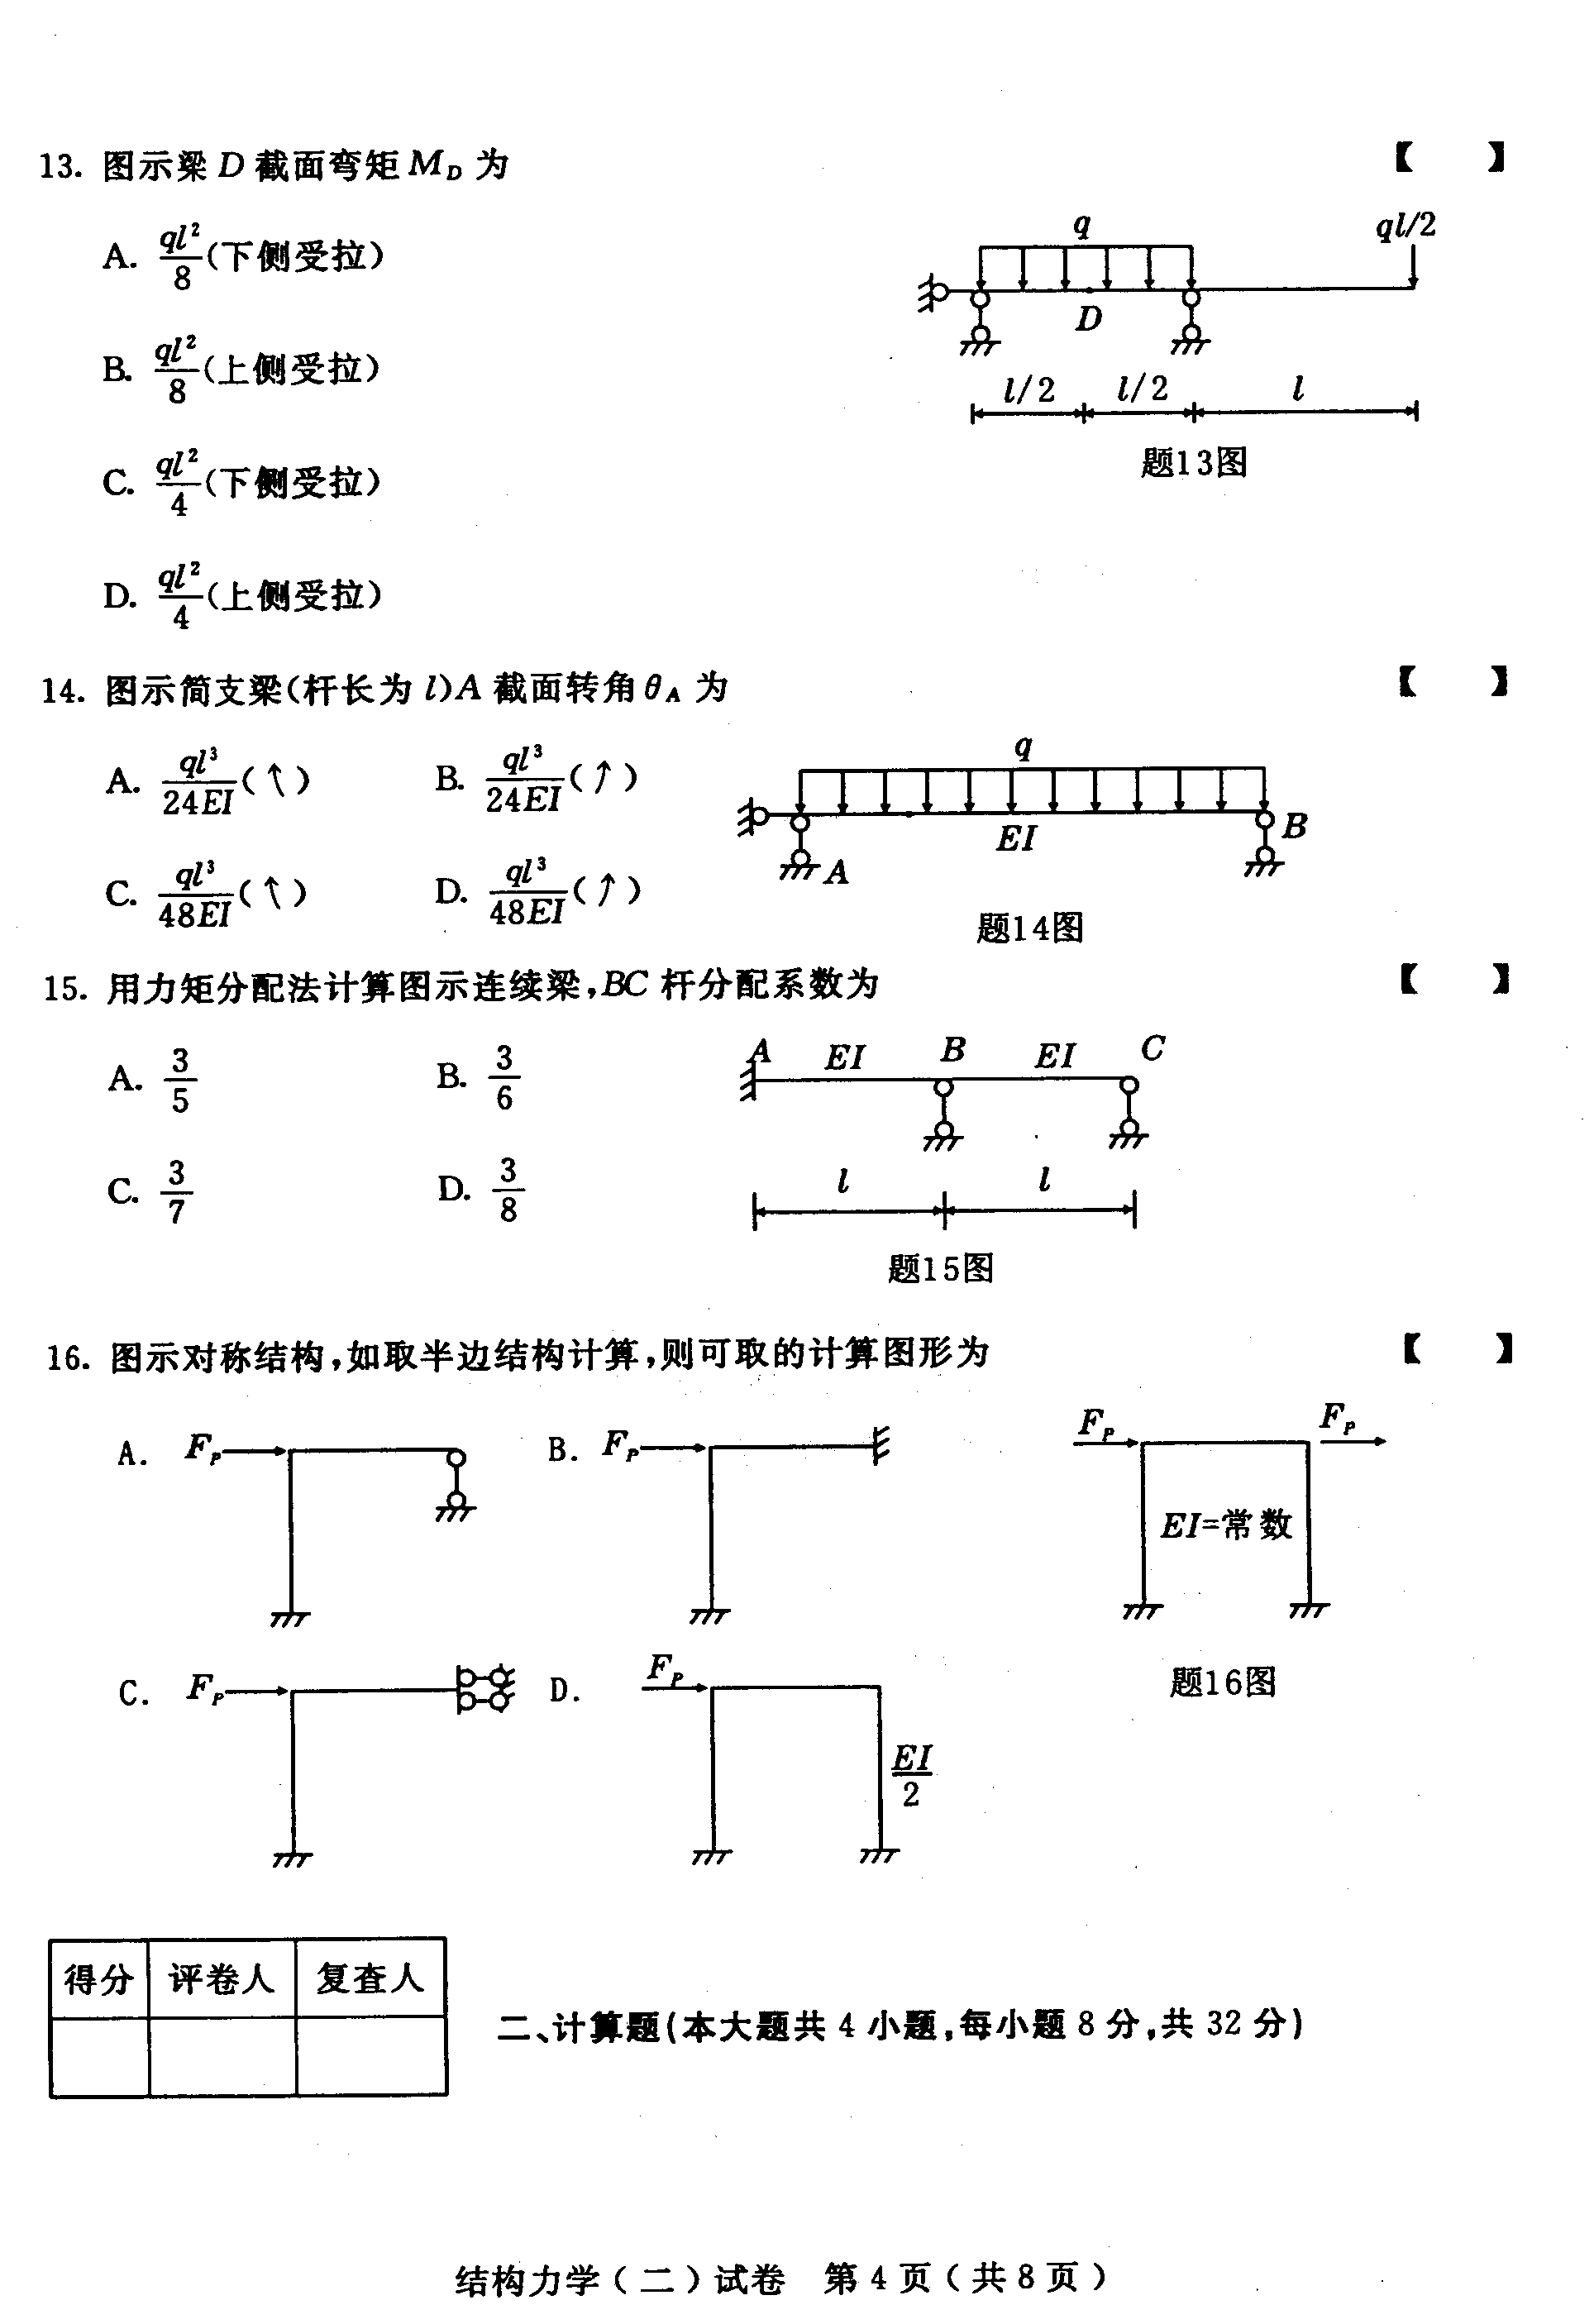 13. 图示梁 D 截面弯矩 M_D 为 【 】
A. ql²/8(下侧受拉)
B. ql²/8(上侧受拉)
C. ql²/4(下侧受拉)
D. ql²/4(上侧受拉)
q ql/2
D
l/2 l/2 l
题13图
14. 图示简支梁(杆长为 l)A 截面转角 θ_A 为 【 】
A. ql³/24EI(↑) B. ql³/24EI(↑)
C. ql³/48EI(↑) D. ql³/48EI(↑)
q
EI B
A
题14图
15. 用力矩分配法计算图示连续梁,BC 杆分配系数为 【 】
A. 3/5 B. 3/6
C. 3/7 D. 3/8
A EI B EI C
l l
题15图
16. 图示对称结构,如取半边结构计算,则可取的计算图形为 【 】
A. F_P B. F_P
F_P F_P
EI=常数
C. F_P D. F_P
EI/2
题16图
得分 评卷人 复查人
二、计算题(本大题共 4 小题,每小题 8 分,共 32 分)
结构力学(二)试卷 第 4 页(共 8 页)